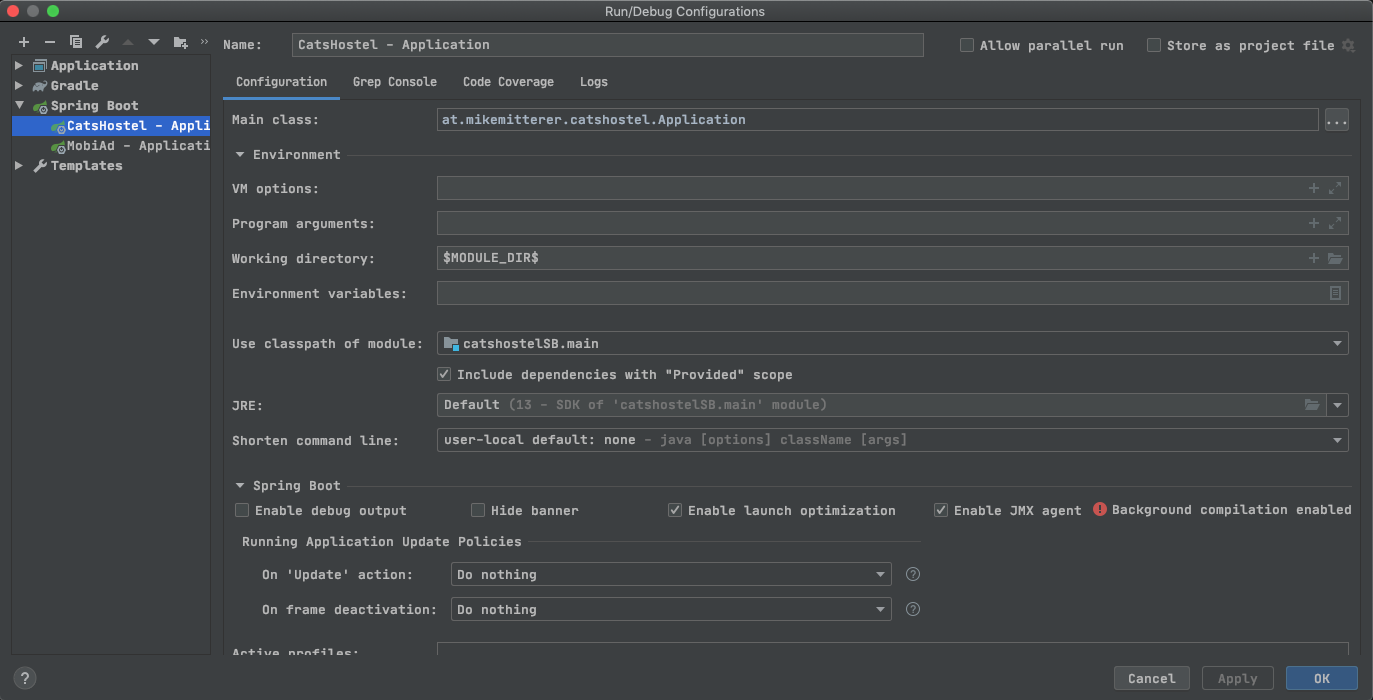 Run/Debug Configurations
Name: CatsHostel - Application
Allow parallel run
Store as project file
Application
Gradle
Spring Boot
CatsHostel - Appli
MobiAd - Applicati
Templates
Configuration Grep Console Code Coverage Logs
Main class: at.mikemitterer.catshostel.Application ...
Environment
VM options:
Program arguments:
Working directory: $MODULE_DIR$
Environment variables:
Use classpath of module: catshostelSB.main
Include dependencies with "Provided" scope
JRE: Default (13 - SDK of 'catshostelSB.main' module)
Shorten command line: user-local default: none - java [options] className [args]
Spring Boot
Enable debug output Hide banner Enable launch optimization Enable JMX agent Background compilation enabled
Running Application Update Policies
On 'Update' action: Do nothing ?
On frame deactivation: Do nothing ?
Active profiles:
? Cancel Apply OK